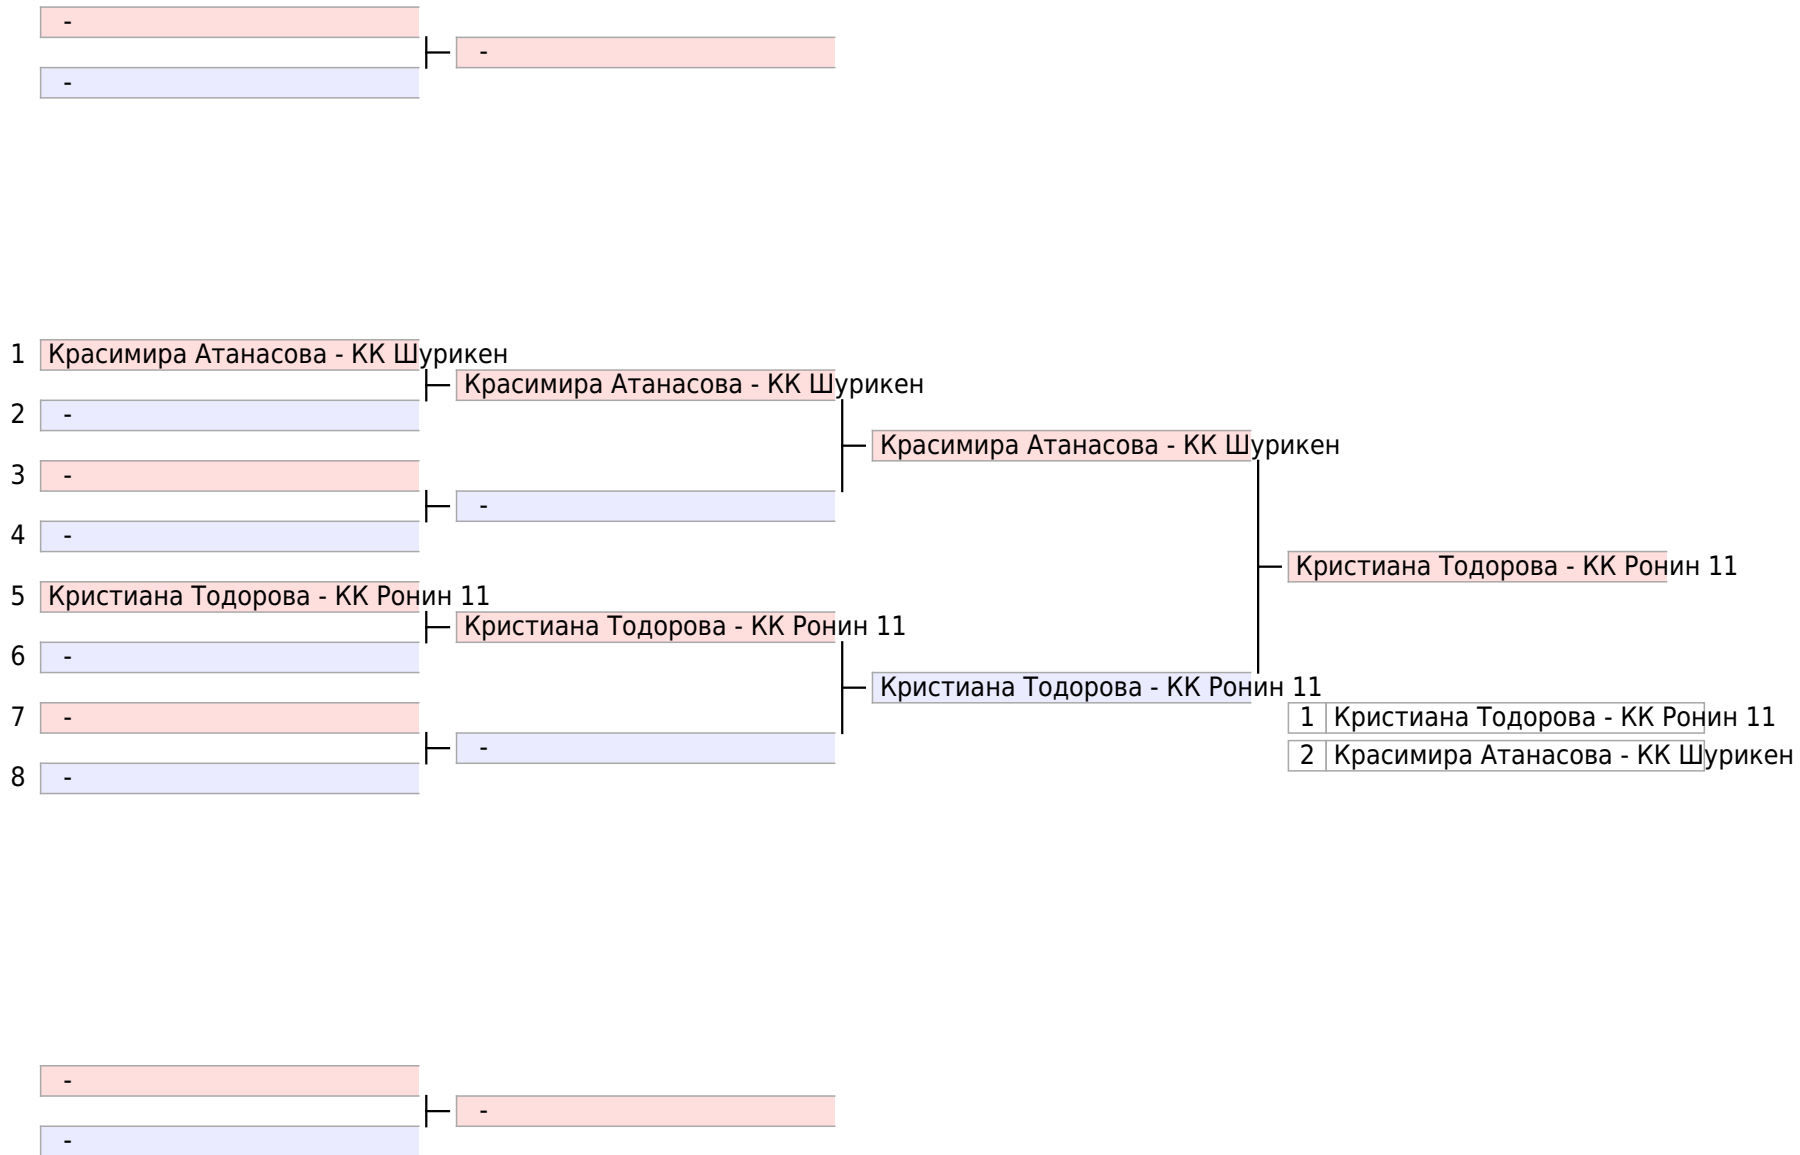 -
-
-
1 Красимира Атанасова - КК Шурикен
Красимира Атанасова - КК Шурикен
2 -
Красимира Атанасова - КК Шурикен
3 -
-
4 -
Кристиана Тодорова - КК Ронин 11
5 Кристиана Тодорова - КК Ронин 11
Кристиана Тодорова - КК Ронин 11
6 -
Кристиана Тодорова - КК Ронин 11
7 -
1 Кристиана Тодорова - КК Ронин 11
-
2 Красимира Атанасова - КК Шурикен
8 -
-
-
-